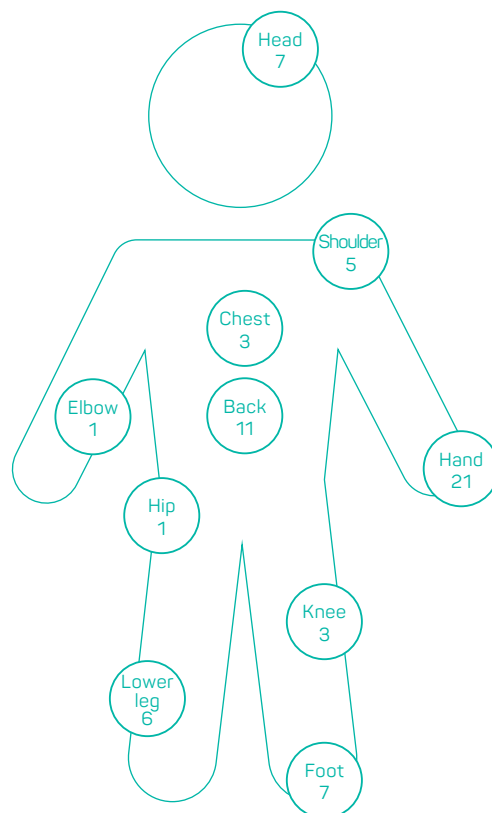 Head
7
Shoulder
5
Chest
3
Elbow
1
Back
11
Hand
21
Hip
1
Knee
3
Lower
leg
6
Foot
7